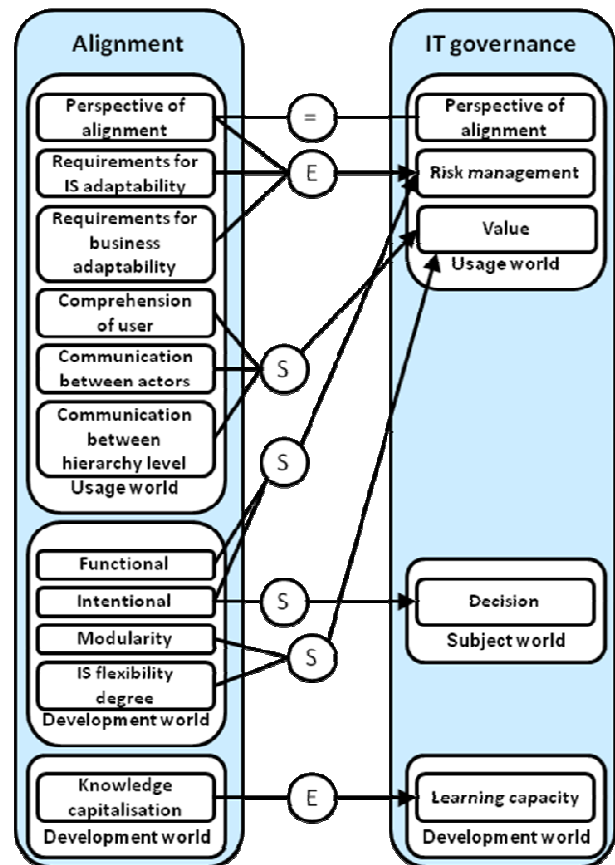 Alignment
Perspective of
alignment
Requirements for
IS adaptability
Requirements for
business
adaptability
Comprehension
of user
Communication
between actors
Communication
between
hierarchy level
Usage world
Functional
Intentional
Modularity
IS flexibility
degree
Development world
Knowledge
capitalisation
Development world
=
E
S
S
S
S
E
IT governance
Perspective of
alignment
Risk management
Value
Usage world
Decision
Subject world
Learning capacity
Development world